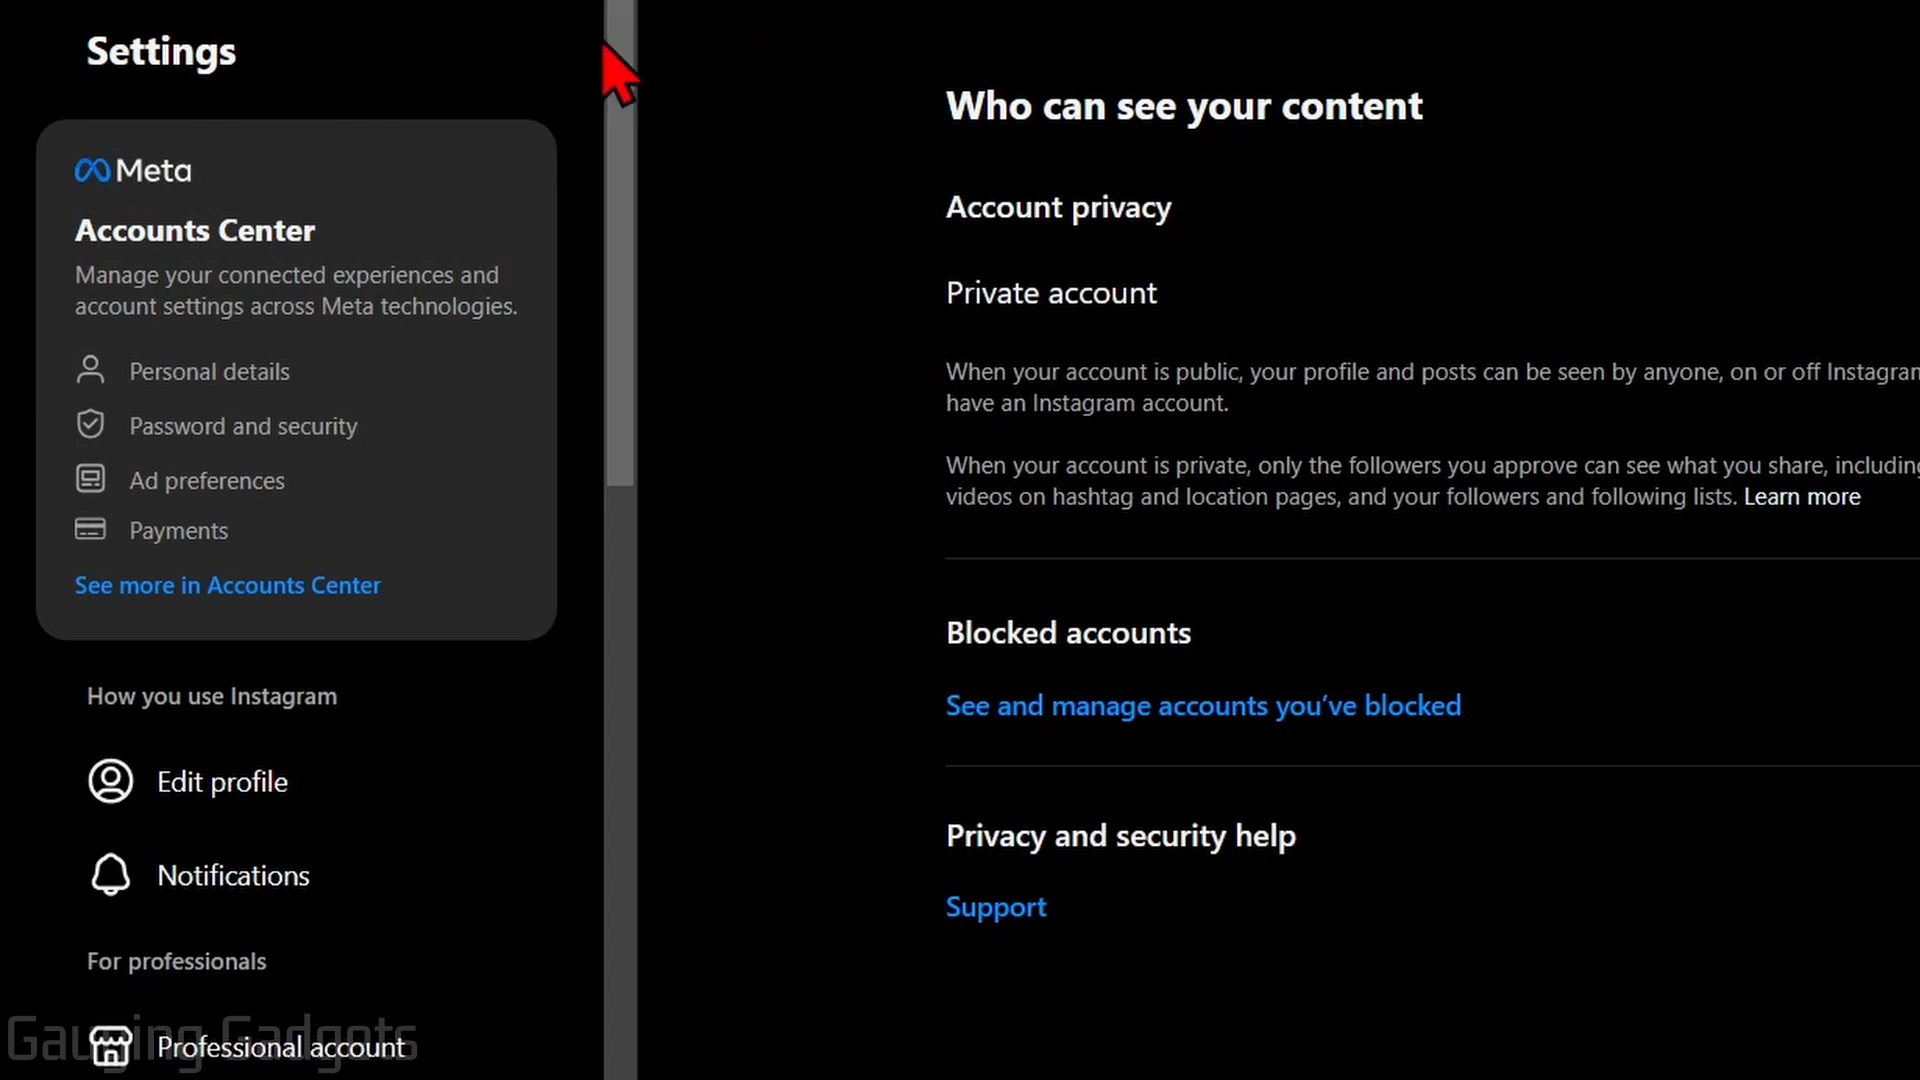 Settings
Meta
Accounts Center
Manage your connected experiences and
account settings across Meta technologies.
Personal details
Password and security
Ad preferences
Payments
See more in Accounts Center
How you use Instagram
Edit profile
Notifications
For professionals
Professional account
Gauging Gadgets
Who can see your content
Account privacy
Private account
When your account is public, your profile and posts can be seen by anyone, on or off Instagram
have an Instagram account.
When your account is private, only the followers you approve can see what you share, including
videos on hashtag and location pages, and your followers and following lists. Learn more
Blocked accounts
See and manage accounts you’ve blocked
Privacy and security help
Support